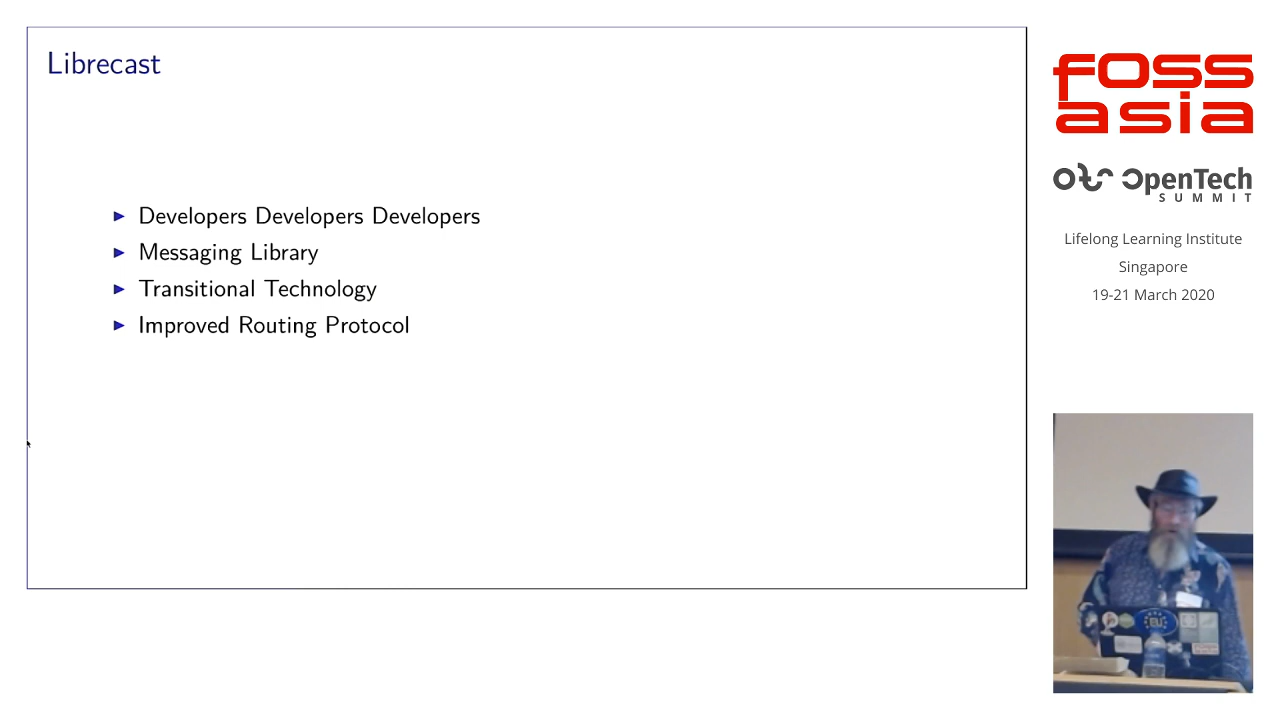 Librecast
Developers Developers Developers
Messaging Library
Transitional Technology
Improved Routing Protocol
foss
asia
OpenTech
SUMMIT
Lifelong Learning Institute
Singapore
19-21 March 2020
EU